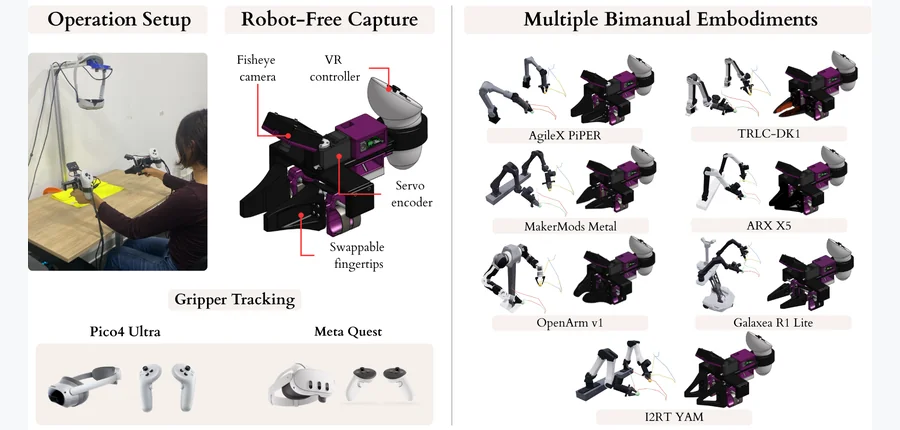 Operation Setup
Robot-Free Capture
Fisheye
camera
VR
controller
Servo
encoder
Swappable
fingertips
Gripper Tracking
Pico4 Ultra
Meta Quest
Multiple Bimanual Embodiments
AgileX PiPER
TRLC-DK1
MakerMods Metal
ARX X5
OpenArm v1
Galaxea R1 Lite
I2RT YAM